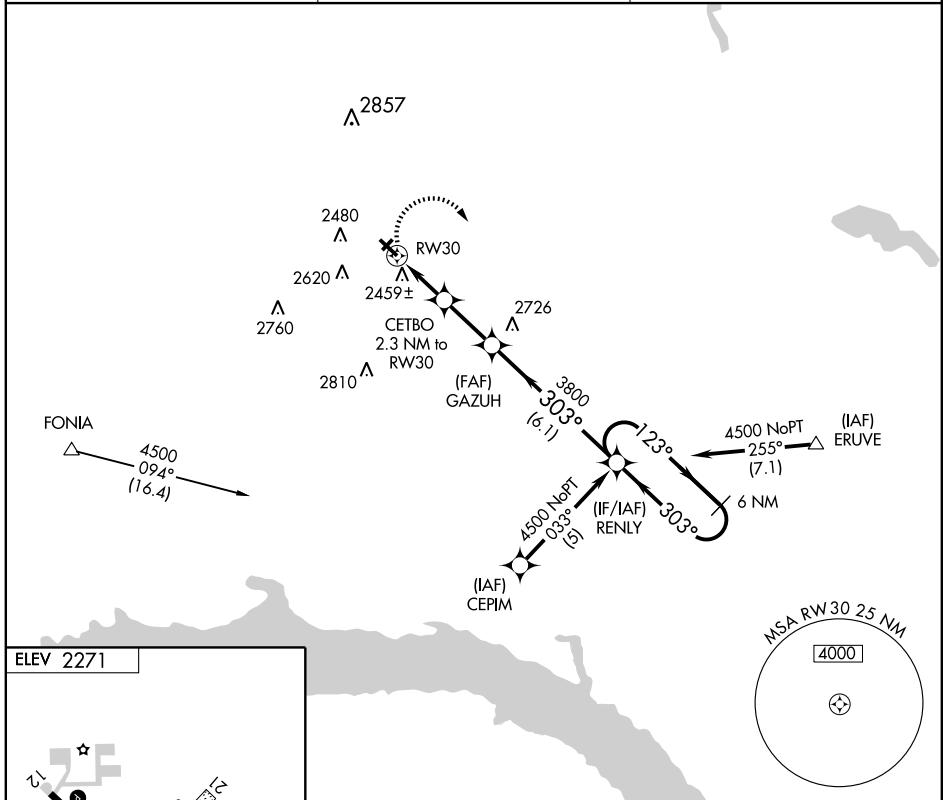 2857
2480
RW30
2620
2459±
2760
2726
CETBO
2.3 NM to
RW30
2810
(FAF)
GAZUH
3800
303°
(6.1)
FONIA
4500
094°
(16.4)
123°
4500 NoPT
255°
(7.1)
(IAF)
ERUVE
6 NM
303°
(IF/IAF)
RENLY
4500 NoPT
033°
(5)
(IAF)
CEPIM
MSA RW30 25 NM
4000
ELEV 2271
12
21
A